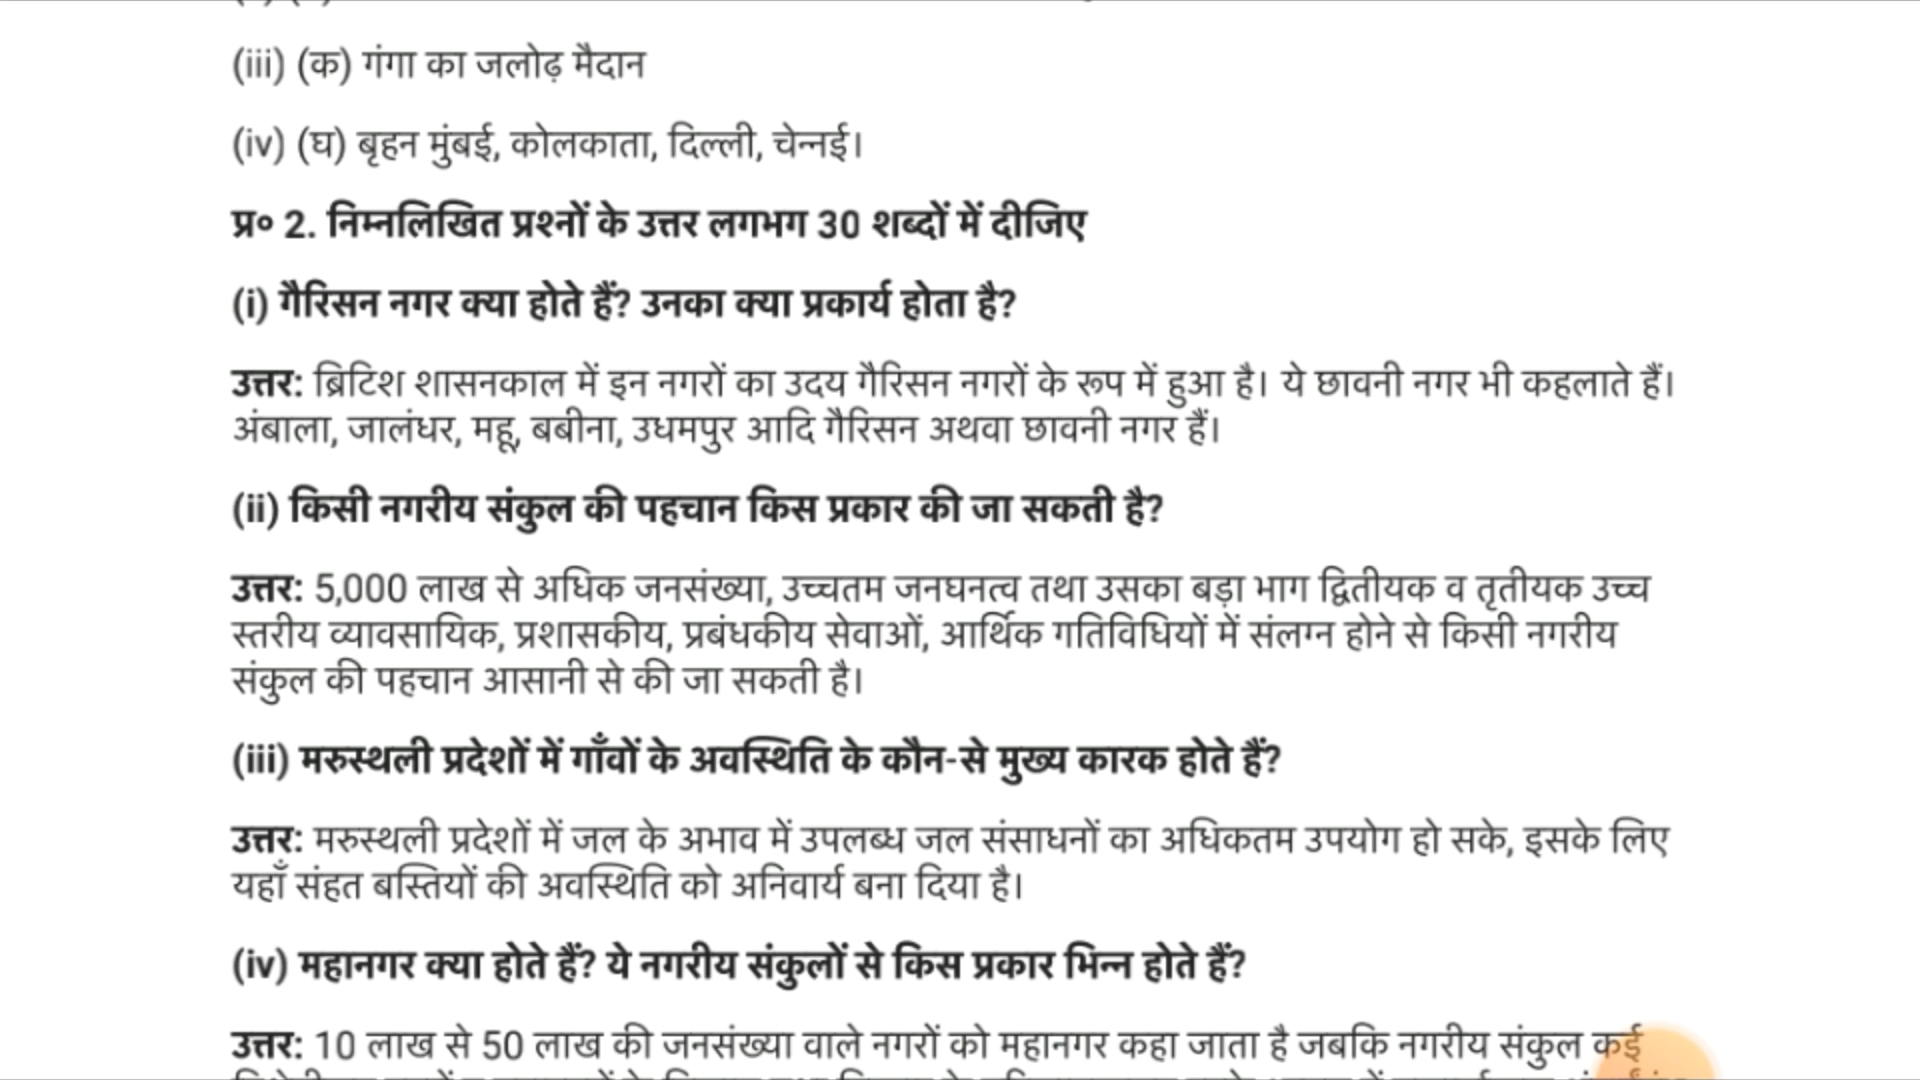 (iii) (क) गंगा का जलोढ़ मैदान
(iv) (घ) बृहन मुंबई, कोलकाता, दिल्ली, चेन्नई।
प्र० 2. निम्नलिखित प्रश्नों के उत्तर लगभग 30 शब्दों में दीजिए
(i) गैरिसन नगर क्या होते हैं? उनका क्या प्रकार्य होता है?
उत्तर: ब्रिटिश शासनकाल में इन नगरों का उदय गैरिसन नगरों के रूप में हुआ है। ये छावनी नगर भी कहलाते हैं।
अंबाला, जालंधर, महू, बबीना, उधमपुर आदि गैरिसन अथवा छावनी नगर हैं।
(ii) किसी नगरीय संकुल की पहचान किस प्रकार की जा सकती है?
उत्तर: 5,000 लाख से अधिक जनसंख्या, उच्चतम जनघनत्व तथा उसका बड़ा भाग द्वितीयक व तृतीयक उच्च
स्तरीय व्यावसायिक, प्रशासकीय, प्रबंधकीय सेवाओं, आर्थिक गतिविधियों में संलग्न होने से किसी नगरीय
संकुल की पहचान आसानी से की जा सकती है।
(iii) मरुस्थली प्रदेशों में गाँवों के अवस्थिति के कौन-से मुख्य कारक होते हैं?
उत्तर: मरुस्थली प्रदेशों में जल के अभाव में उपलब्ध जल संसाधनों का अधिकतम उपयोग हो सके, इसके लिए
यहाँ संहत बस्तियों की अवस्थिति को अनिवार्य बना दिया है।
(iv) महानगर क्या होते हैं? ये नगरीय संकुलों से किस प्रकार भिन्न होते हैं?
उत्तर: 10 लाख से 50 लाख की जनसंख्या वाले नगरों को महानगर कहा जाता है जबकि नगरीय संकुल कई